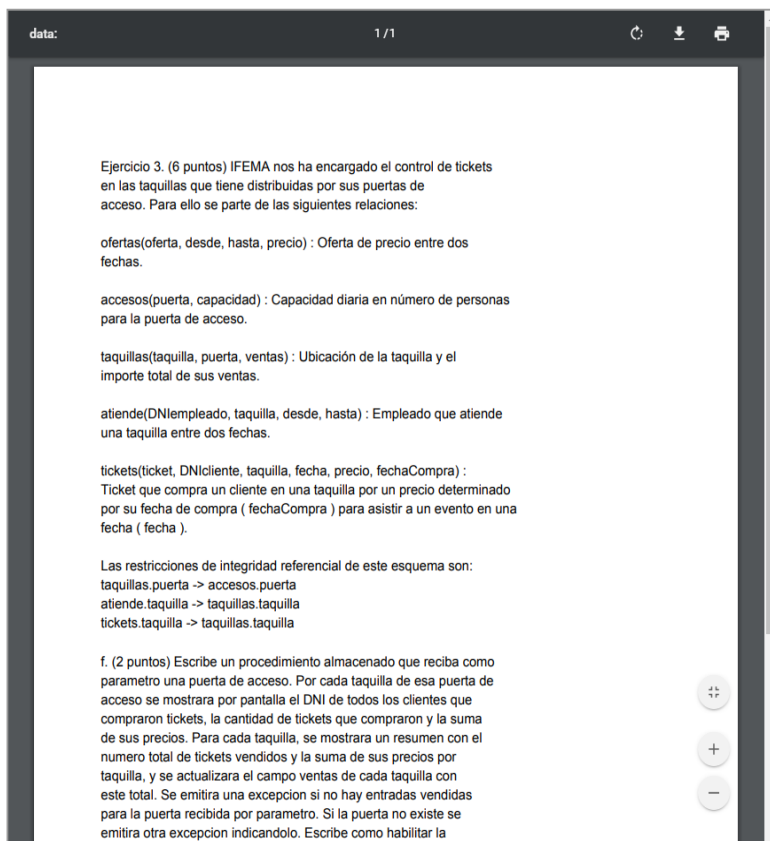 data:
1 / 1
Ejercicio 3. (6 puntos) IFEMA nos ha encargado el control de tickets
en las taquillas que tiene distribuidas por sus puertas de
acceso. Para ello se parte de las siguientes relaciones:
ofertas(oferta, desde, hasta, precio) : Oferta de precio entre dos
fechas.
accesos(puerta, capacidad) : Capacidad diaria en número de personas
para la puerta de acceso.
taquillas(taquilla, puerta, ventas) : Ubicación de la taquilla y el
importe total de sus ventas.
atiende(DNIempleado, taquilla, desde, hasta) : Empleado que atiende
una taquilla entre dos fechas.
tickets(ticket, DNIcliente, taquilla, fecha, precio, fechaCompra) :
Ticket que compra un cliente en una taquilla por un precio determinado
por su fecha de compra ( fechaCompra ) para asistir a un evento en una
fecha ( fecha ).
Las restricciones de integridad referencial de este esquema son:
taquillas.puerta -> accesos.puerta
atiende.taquilla -> taquillas.taquilla
tickets.taquilla -> taquillas.taquilla
f. (2 puntos) Escribe un procedimiento almacenado que reciba como
parametro una puerta de acceso. Por cada taquilla de esa puerta de
acceso se mostrara por pantalla el DNI de todos los clientes que
compraron tickets, la cantidad de tickets que compraron y la suma
de sus precios. Para cada taquilla, se mostrara un resumen con el
numero total de tickets vendidos y la suma de sus precios por
taquilla, y se actualizara el campo ventas de cada taquilla con
este total. Se emitira una excepcion si no hay entradas vendidas
para la puerta recibida por parametro. Si la puerta no existe se
emitira otra excepcion indicandolo. Escribe como habilitar la